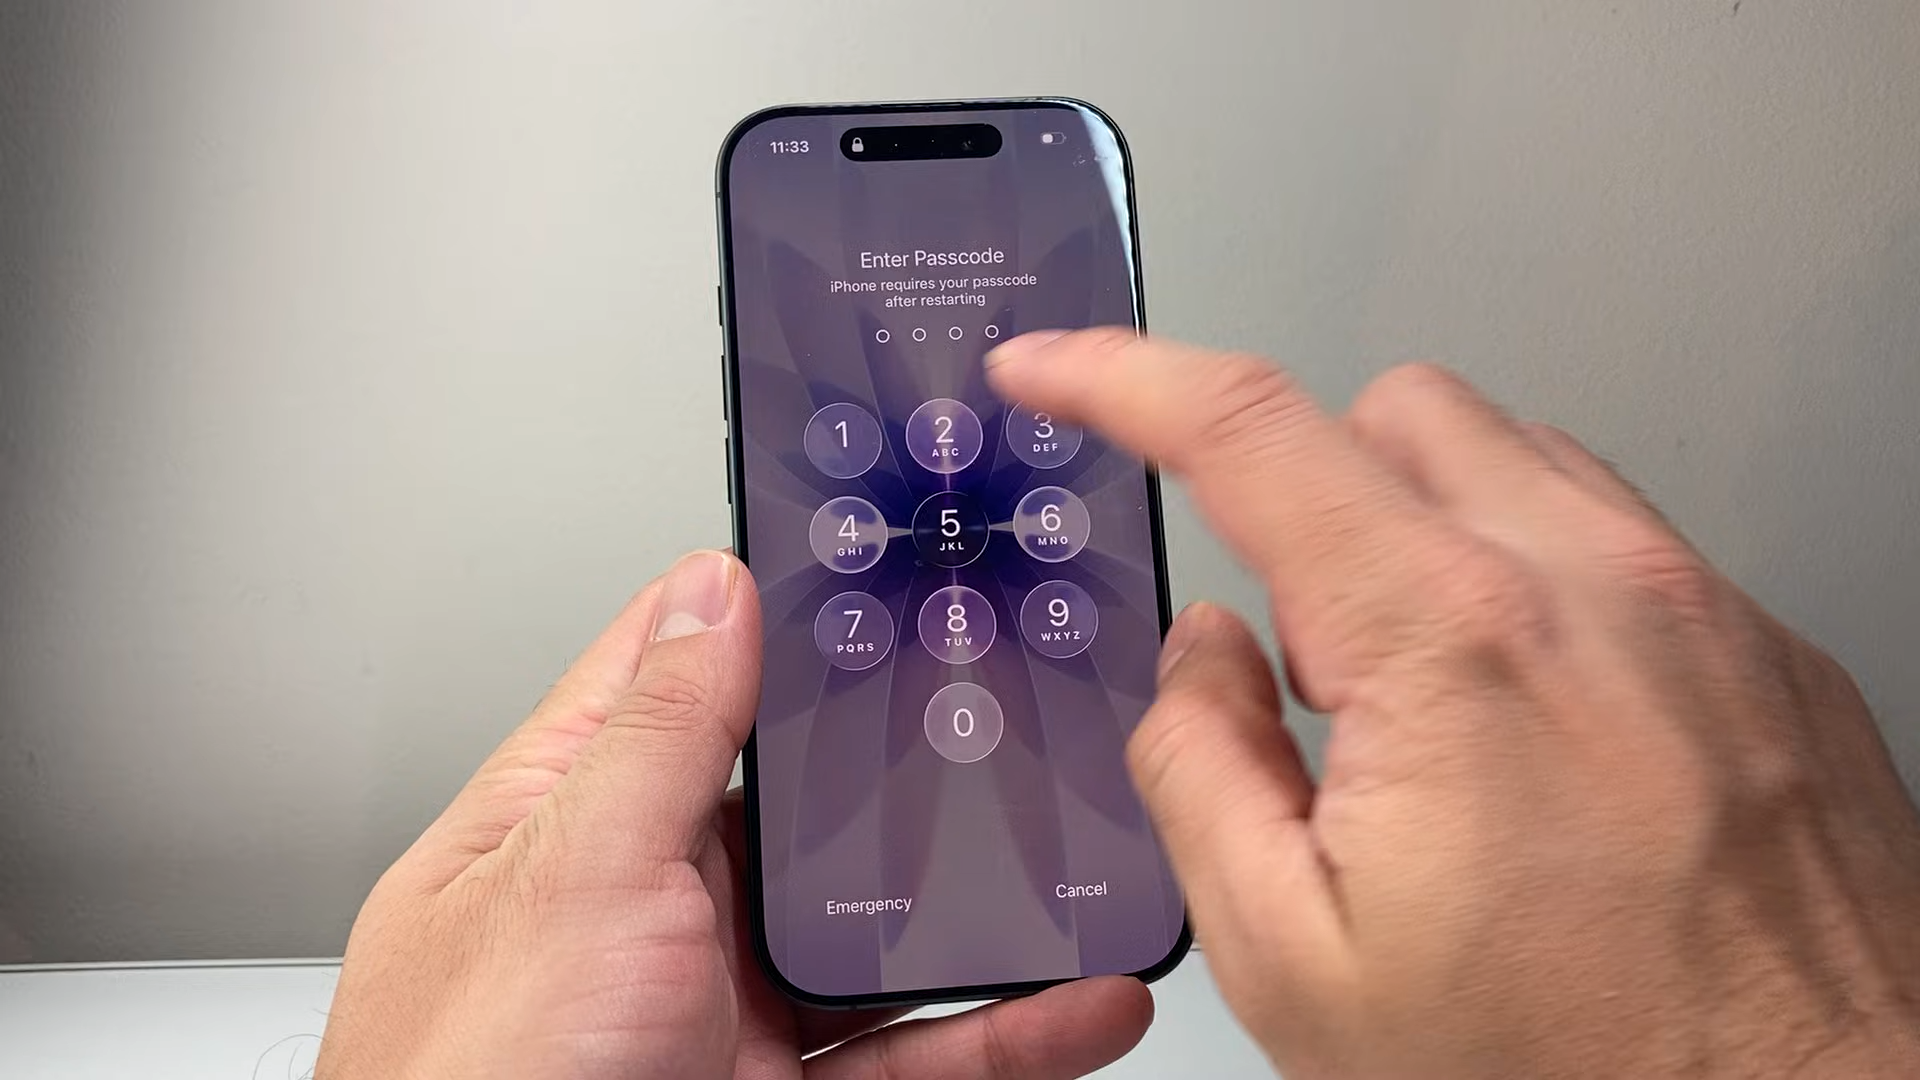 11:33
Enter Passcode
iPhone requires your passcode
after restarting
1
2
ABC
3
DEF
4
GHI
5
JKL
6
MNO
7
PQRS
8
TUV
9
WXYZ
0
Emergency
Cancel